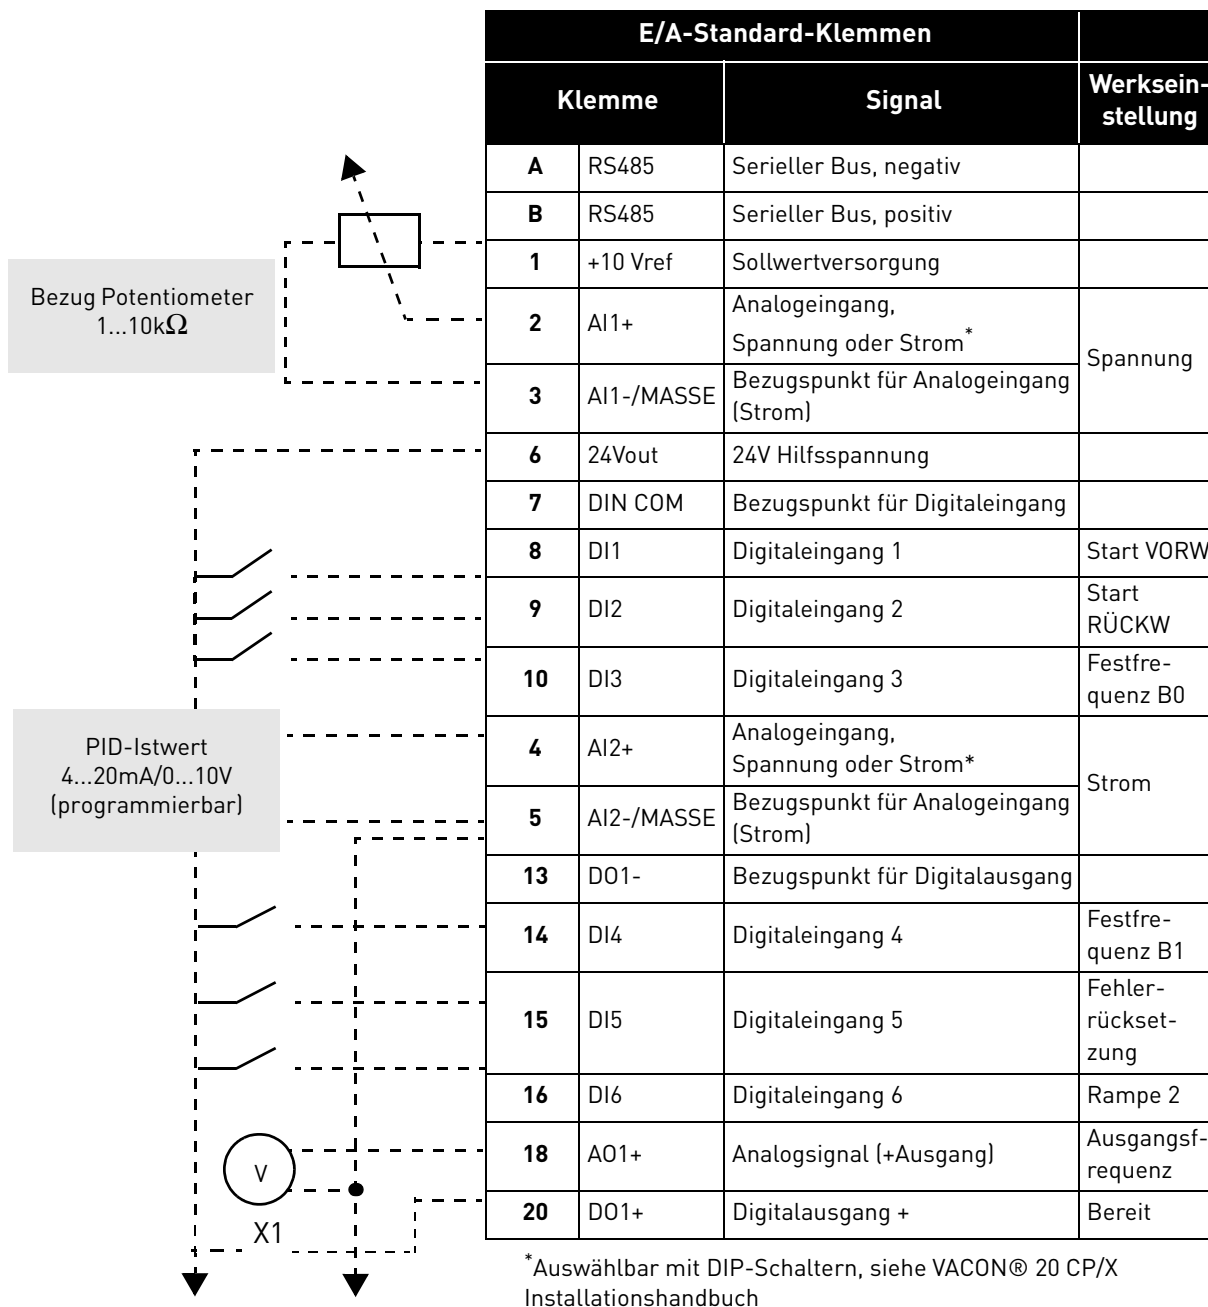 E/A-Standard-Klemmen
Klemme Signal Werksein-
stellung
A RS485 Serieller Bus, negativ
B RS485 Serieller Bus, positiv
1 +10 Vref Sollwertversorgung
Bezug Potentiometer
1...10kΩ
2 AI1+ Analogeingang,
Spannung oder Strom*
Spannung
3 AI1-/MASSE Bezugspunkt für Analogeingang
(Strom)
6 24Vout 24V Hilfsspannung
7 DIN COM Bezugspunkt für Digitaleingang
8 DI1 Digitaleingang 1 Start VORW
9 DI2 Digitaleingang 2 Start
RÜCKW
10 DI3 Digitaleingang 3 Festfre-
quenz B0
PID-Istwert
4...20mA/0...10V
(programmierbar)
4 AI2+ Analogeingang,
Spannung oder Strom*
Strom
5 AI2-/MASSE Bezugspunkt für Analogeingang
(Strom)
13 DO1- Bezugspunkt für Digitalausgang
14 DI4 Digitaleingang 4 Festfre-
quenz B1
15 DI5 Digitaleingang 5 Fehler-
rückset-
zung
16 DI6 Digitaleingang 6 Rampe 2
V
18 AO1+ Analogsignal (+Ausgang) Ausgangsf-
requenz
X1
20 DO1+ Digitalausgang + Bereit
*Auswählbar mit DIP-Schaltern, siehe VACON® 20 CP/X
Installationshandbuch